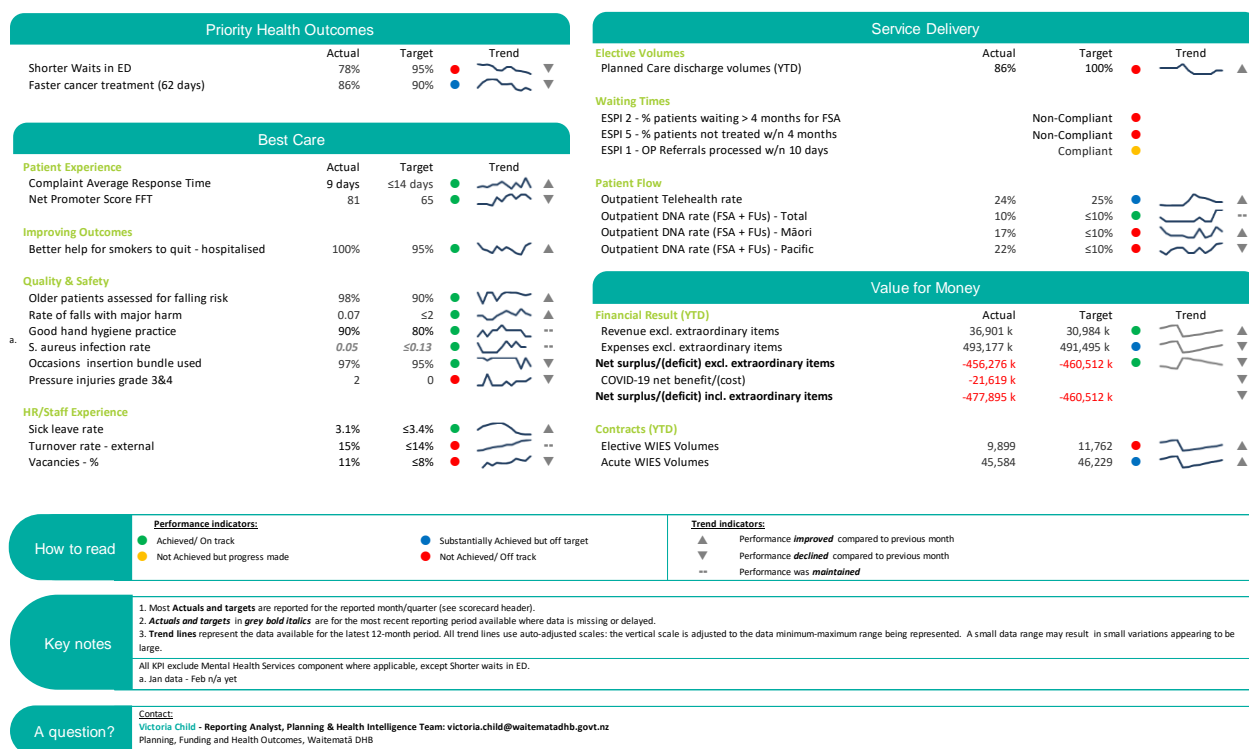 Priority Health Outcomes
Actual Target Trend
Shorter Waits in ED 78% 95%
Faster cancer treatment (62 days) 86% 90%
Best Care
Patient Experience Actual Target Trend
Complaint Average Response Time 9 days ≤14 days
Net Promoter Score FFT 81 65
Improving Outcomes
Better help for smokers to quit - hospitalised 100% 95%
Quality & Safety
Older patients assessed for falling risk 98% 90%
Rate of falls with major harm 0.07 ≤2
Good hand hygiene practice 90% 80% --
a. S. aureus infection rate 0.05 ≤0.13 --
Occasions insertion bundle used 97% 95%
Pressure injuries grade 3&4 2 0
HR/Staff Experience
Sick leave rate 3.1% ≤3.4%
Turnover rate - external 15% ≤14% --
Vacancies - % 11% ≤8%
Service Delivery
Elective Volumes Actual Target Trend
Planned Care discharge volumes (YTD) 86% 100%
Waiting Times
ESPI 2 - % patients waiting > 4 months for FSA Non-Compliant
ESPI 5 - % patients not treated w/n 4 months Non-Compliant
ESPI 1 - OP Referrals processed w/n 10 days Compliant
Patient Flow
Outpatient Telehealth rate 24% 25%
Outpatient DNA rate (FSA + FUs) - Total 10% ≤10% --
Outpatient DNA rate (FSA + FUs) - Māori 17% ≤10%
Outpatient DNA rate (FSA + FUs) - Pacific 22% ≤10%
Value for Money
Financial Result (YTD) Actual Target Trend
Revenue excl. extraordinary items 36,901 k 30,984 k
Expenses excl. extraordinary items 493,177 k 491,495 k
Net surplus/(deficit) excl. extraordinary items -456,276 k -460,512 k
COVID-19 net benefit/(cost) -21,619 k
Net surplus/(deficit) incl. extraordinary items -477,895 k -460,512 k
Contracts (YTD)
Elective WIES Volumes 9,899 11,762
Acute WIES Volumes 45,584 46,229
How to read
Performance indicators:
Achieved/ On track Substantially Achieved but off target
Not Achieved but progress made Not Achieved/ Off track
Trend indicators:
Performance improved compared to previous month
Performance declined compared to previous month
-- Performance was maintained
Key notes
1. Most Actuals and targets are reported for the reported month/quarter (see scorecard header).
2. Actuals and targets in grey bold italics are for the most recent reporting period available where data is missing or delayed.
3. Trend lines represent the data available for the latest 12-month period. All trend lines use auto-adjusted scales: the vertical scale is adjusted to the data minimum-maximum range being represented. A small data range may result in small variations appearing to be
large.
All KPI exclude Mental Health Services component where applicable, except Shorter waits in ED.
a. Jan data - Feb n/a yet
A question?
Contact:
Victoria Child - Reporting Analyst, Planning & Health Intelligence Team: victoria.child@waitematadhb.govt.nz
Planning, Funding and Health Outcomes, Waitematā DHB